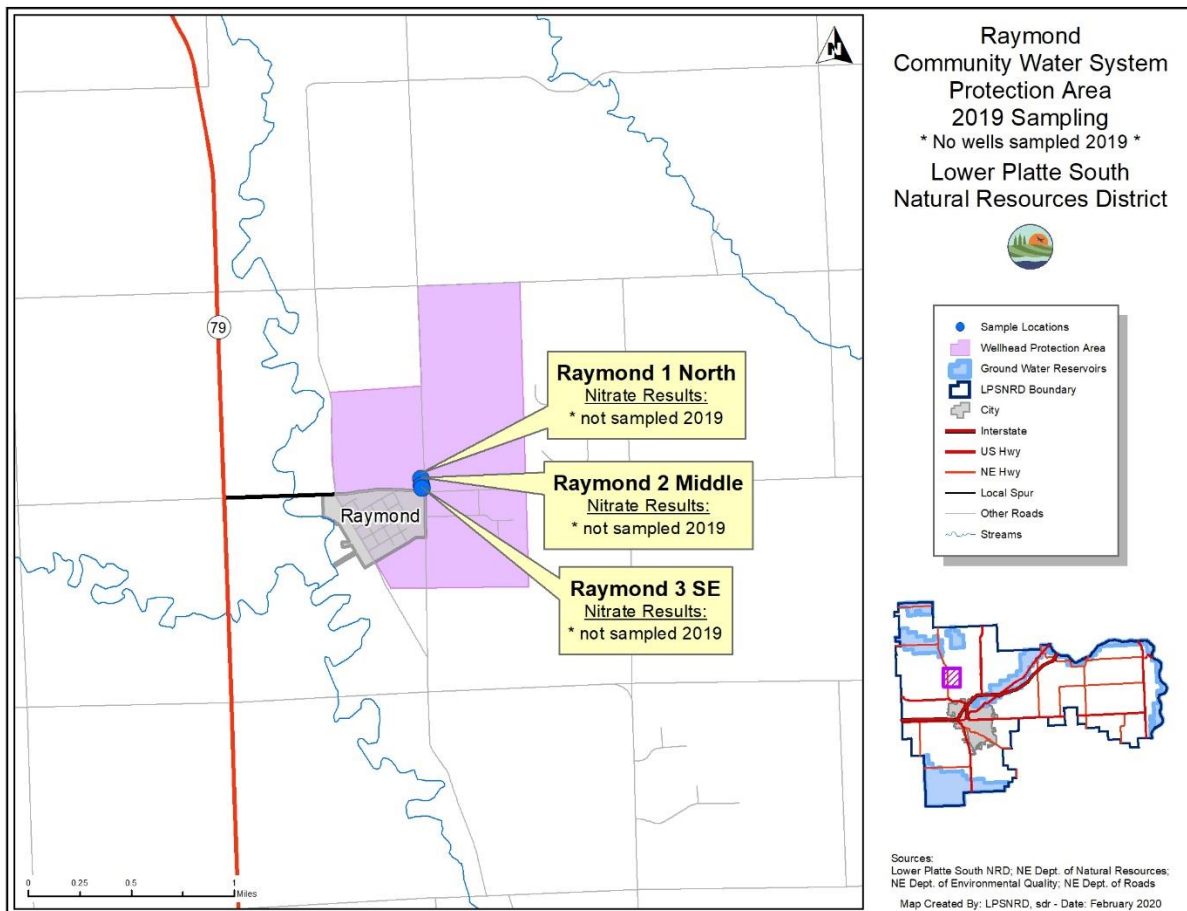 N
79
Raymond 1 North
Nitrate Results:
* not sampled 2019
Raymond 2 Middle
Nitrate Results:
* not sampled 2019
Raymond
Raymond 3 SE
Nitrate Results:
* not sampled 2019
0 0.25 0.5 1
Miles
Raymond
Community Water System
Protection Area
2019 Sampling
* No wells sampled 2019 *
Lower Platte South
Natural Resources District
Sample Locations
Wellhead Protection Area
Ground Water Reservoirs
LPSNRD Boundary
City
Interstate
US Hwy
NE Hwy
Local Spur
Other Roads
Streams
Sources:
Lower Platte South NRD; NE Dept. of Natural Resources;
NE Dept. of Environmental Quality; NE Dept. of Roads
Map Created By: LPSNRD, sdr - Date: February 2020